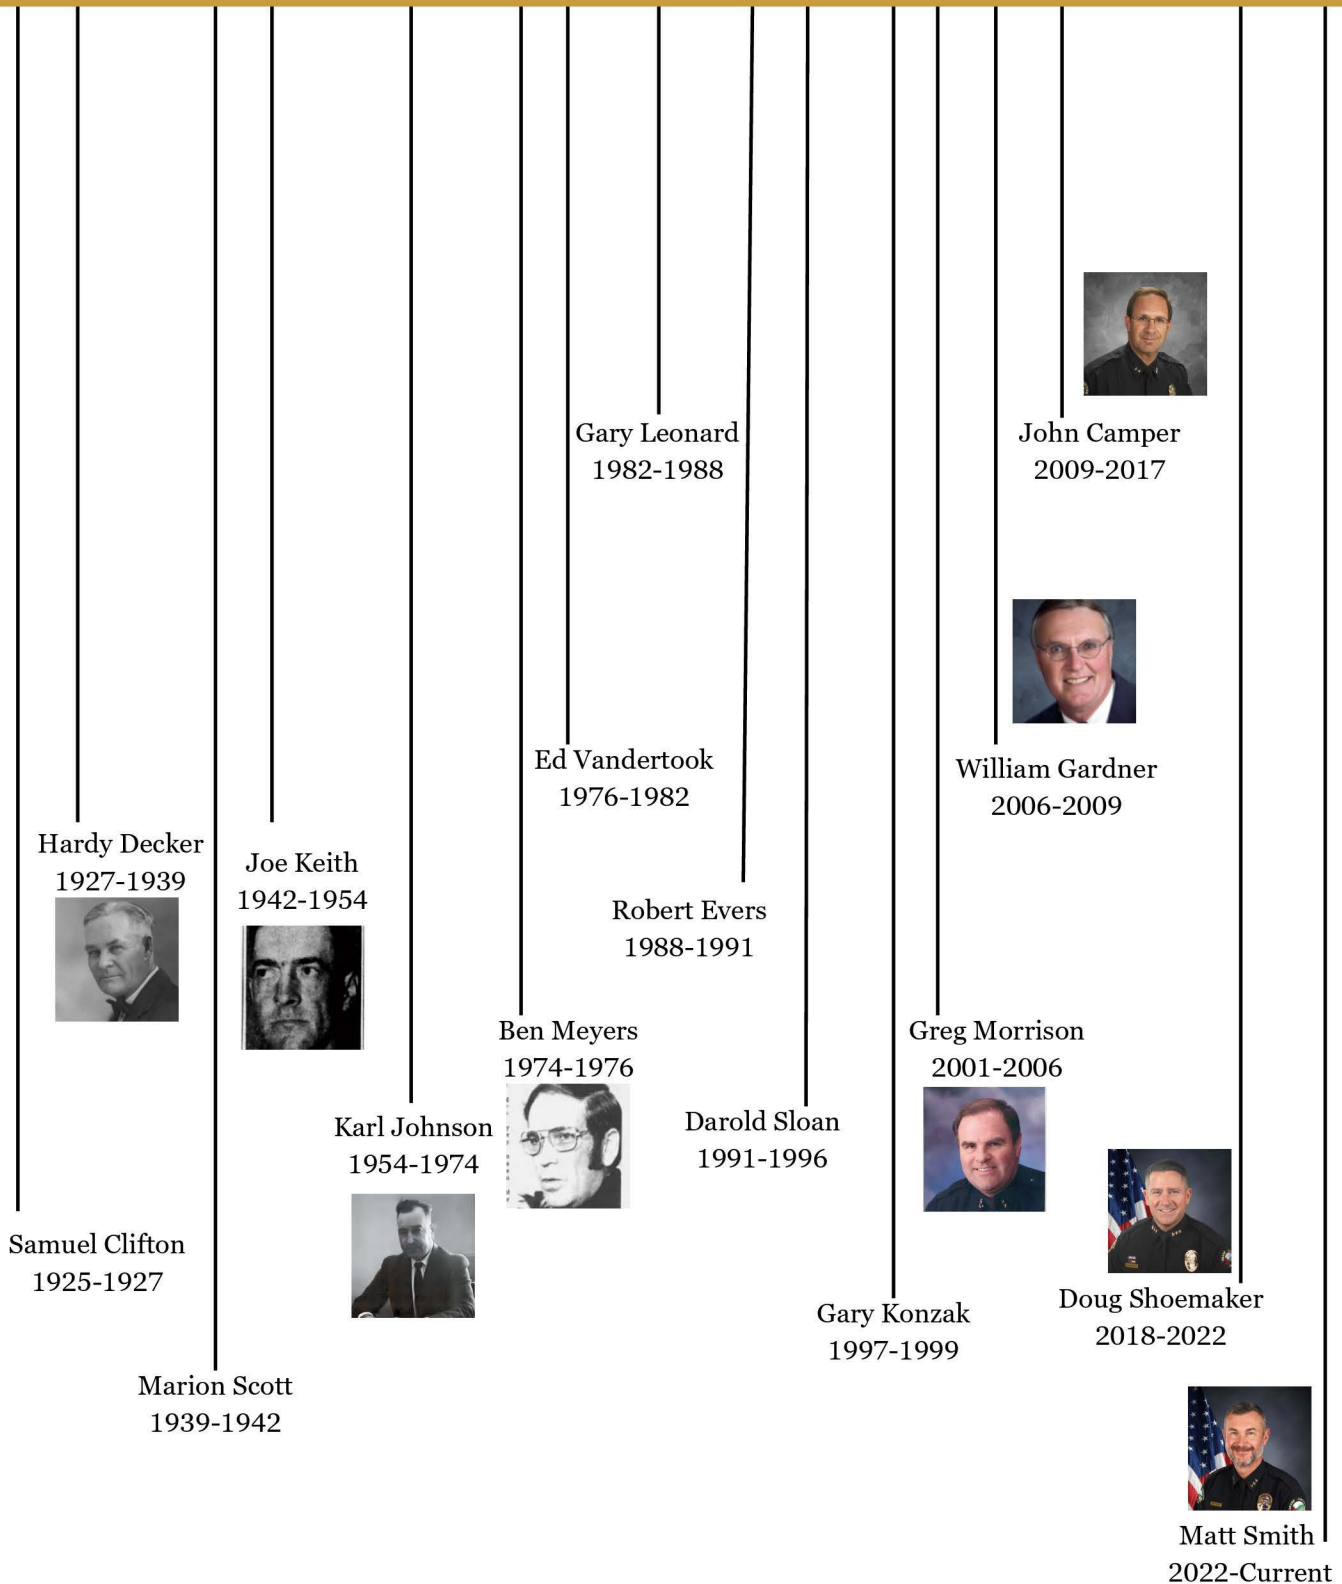 Samuel Clifton
1925-1927
Hardy Decker
1927-1939
Marion Scott
1939-1942
Joe Keith
1942-1954
Karl Johnson
1954-1974
Ben Meyers
1974-1976
Ed Vandertook
1976-1982
Gary Leonard
1982-1988
Robert Evers
1988-1991
Darold Sloan
1991-1996
Gary Konzak
1997-1999
Greg Morrison
2001-2006
William Gardner
2006-2009
John Camper
2009-2017
Doug Shoemaker
2018-2022
Matt Smith
2022-Current